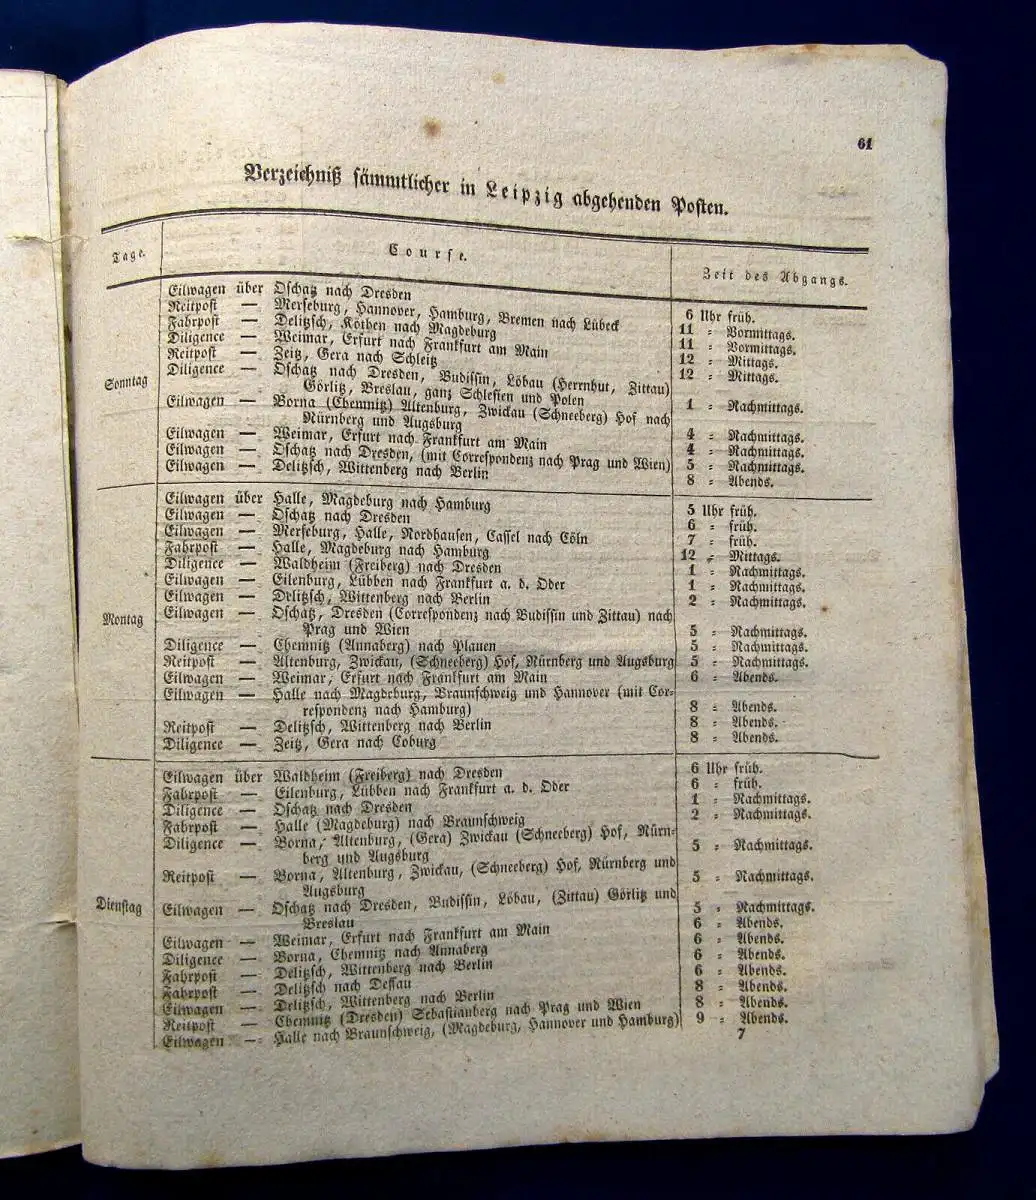 61
Verzeichniß sämmtlicher in Leipzig abgehenden Posten.
Tage. Course. Zeit des Abgangs.
Sonntag
Eilwagen über Oschatz nach Dresden 6 Uhr früh.
Reitpost — Merseburg, Hannover, Hamburg, Bremen nach Lübeck 11 = Vormittags.
Fahrpost — Delitzsch, Köthen nach Magdeburg 11 = Vormittags.
Diligence — Weimar, Erfurt nach Frankfurt am Main 12 = Mittags.
Reitpost — Zeitz, Gera nach Schleitz 12 = Mittags.
Diligence — Oschatz nach Dresden, Budissin, Löbau (Herrnhut, Zittau)
Görlitz, Breslau, ganz Schlesien und Polen 1 = Nachmittags.
Eilwagen — Borna (Chemnitz) Altenburg, Zwickau (Schneeberg) Hof nach
Nürnberg und Augsburg 4 = Nachmittags.
Eilwagen — Weimar, Erfurt nach Frankfurt am Main 4 = Nachmittags.
Eilwagen — Oschatz nach Dresden, (mit Correspondenz nach Prag und Wien) 5 = Nachmittags.
Eilwagen — Delitzsch, Wittenberg nach Berlin 8 = Abends.
Montag
Eilwagen über Halle, Magdeburg nach Hamburg 5 Uhr früh.
Eilwagen — Oschatz nach Dresden 6 = früh.
Eilwagen — Merseburg, Halle, Nordhausen, Cassel nach Cöln 7 = früh.
Fahrpost — Halle, Magdeburg nach Hamburg 12 = Mittags.
Diligence — Waldheim (Freiberg) nach Dresden 1 = Nachmittags.
Eilwagen — Eilenburg, Lübben nach Frankfurt a. d. Oder 1 = Nachmittags.
Eilwagen — Delitzsch, Wittenberg nach Berlin 2 = Nachmittags.
Eilwagen — Oschatz, Dresden (Correspondenz nach Budissin und Zittau) nach
Prag und Wien 5 = Nachmittags.
Diligence — Chemnitz (Annaberg) nach Plauen 5 = Nachmittags.
Reitpost — Altenburg, Zwickau, (Schneeberg) Hof, Nürnberg und Augsburg 5 = Nachmittags.
Eilwagen — Weimar, Erfurt nach Frankfurt am Main 6 = Abends.
Eilwagen — Halle nach Magdeburg, Braunschweig und Hannover (mit Cor-
respondenz nach Hamburg) 8 = Abends.
Reitpost — Delitzsch, Wittenberg nach Berlin 8 = Abends.
Diligence — Zeitz, Gera nach Coburg 8 = Abends.
Dienstag
Eilwagen über Waldheim (Freiberg) nach Dresden 6 Uhr früh.
Fahrpost — Eilenburg, Lübben nach Frankfurt a. d. Oder 6 = früh.
Diligence — Oschatz nach Dresden 1 = Nachmittags.
Fahrpost — Halle (Magdeburg) nach Braunschweig 2 = Nachmittags.
Diligence — Borna, Altenburg, (Gera) Zwickau (Schneeberg) Hof, Nürn-
berg und Augsburg 5 = Nachmittags.
Reitpost — Borna, Altenburg, Zwickau, (Schneeberg) Hof, Nürnberg und
Augsburg 5 = Nachmittags.
Eilwagen — Oschatz nach Dresden, Budissin, Löbau, (Zittau) Görlitz und
Breslau 5 = Nachmittags.
Eilwagen — Weimar, Erfurt nach Frankfurt am Main 6 = Abends.
Diligence — Borna, Chemnitz nach Annaberg 6 = Abends.
Fahrpost — Delitzsch, Wittenberg nach Berlin 6 = Abends.
Fahrpost — Delitzsch nach Dessau 6 = Abends.
Eilwagen — Delitzsch, Wittenberg nach Berlin 8 = Abends.
Reitpost — Chemnitz (Dresden) Sebastianberg nach Prag und Wien 8 = Abends.
Eilwagen — Halle nach Braunschweig, (Magdeburg, Hannover und Hamburg) 9 = Abends.
7